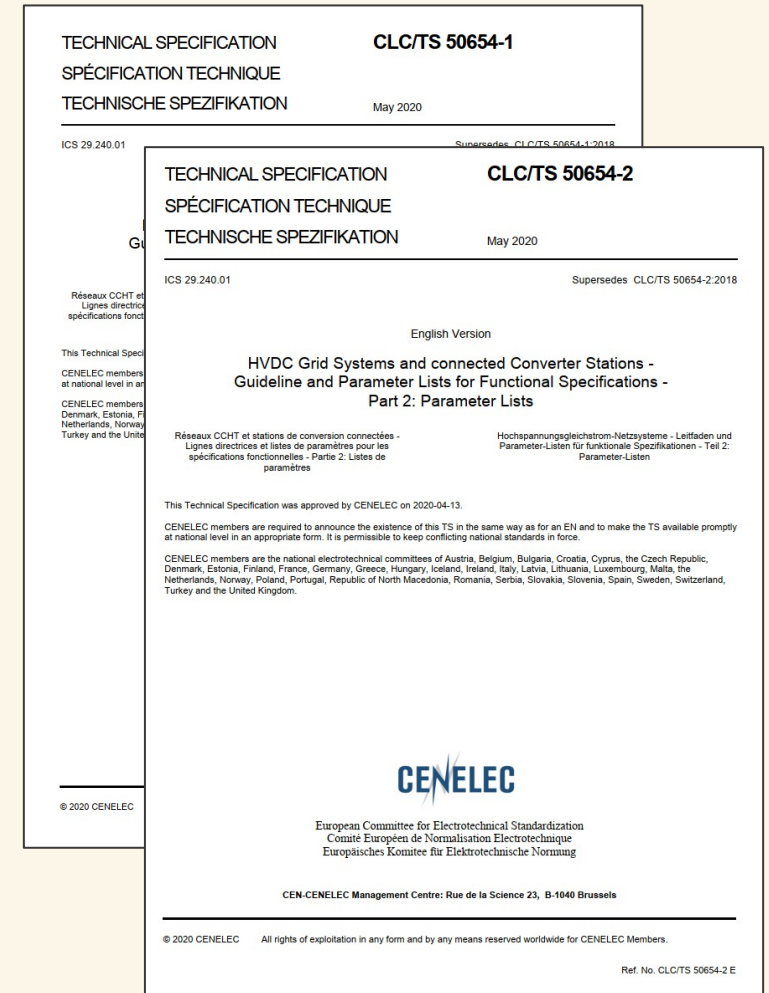 TECHNICAL SPECIFICATION
CLC/TS 50654-1
SPÉCIFICATION TECHNIQUE
TECHNISCHE SPEZIFIKATION
May 2020
ICS 29.240.01
Supersedes CLC/TS 50654-1:2018
Réseaux CCHT et
Lignes directrice
spécifications fonct
This Technical Speci
CENELEC members
at national level in an
CENELEC members
Denmark, Estonia, Fi
Netherlands, Norway
Turkey and the Unite
© 2020 CENELEC
TECHNICAL SPECIFICATION
CLC/TS 50654-2
SPÉCIFICATION TECHNIQUE
TECHNISCHE SPEZIFIKATION
May 2020
ICS 29.240.01
Supersedes CLC/TS 50654-2:2018
English Version
HVDC Grid Systems and connected Converter Stations -
Guideline and Parameter Lists for Functional Specifications -
Part 2: Parameter Lists
Réseaux CCHT et stations de conversion connectées -
Lignes directrices et listes de paramètres pour les
spécifications fonctionnelles - Partie 2: Listes de
paramètres
Hochspannungsgleichstrom-Netzsysteme - Leitfaden und
Parameter-Listen für funktionale Spezifikationen - Teil 2:
Parameter-Listen
This Technical Specification was approved by CENELEC on 2020-04-13.
CENELEC members are required to announce the existence of this TS in the same way as for an EN and to make the TS available promptly
at national level in an appropriate form. It is permissible to keep conflicting national standards in force.
CENELEC members are the national electrotechnical committees of Austria, Belgium, Bulgaria, Croatia, Cyprus, the Czech Republic,
Denmark, Estonia, Finland, France, Germany, Greece, Hungary, Iceland, Ireland, Italy, Latvia, Lithuania, Luxembourg, Malta, the
Netherlands, Norway, Poland, Portugal, Republic of North Macedonia, Romania, Serbia, Slovakia, Slovenia, Spain, Sweden, Switzerland,
Turkey and the United Kingdom.
CENELEC
European Committee for Electrotechnical Standardization
Comité Européen de Normalisation Electrotechnique
Europäisches Komitee für Elektrotechnische Normung
CEN-CENELEC Management Centre: Rue de la Science 23, B-1040 Brussels
© 2020 CENELEC All rights of exploitation in any form and by any means reserved worldwide for CENELEC Members.
Ref. No. CLC/TS 50654-2 E